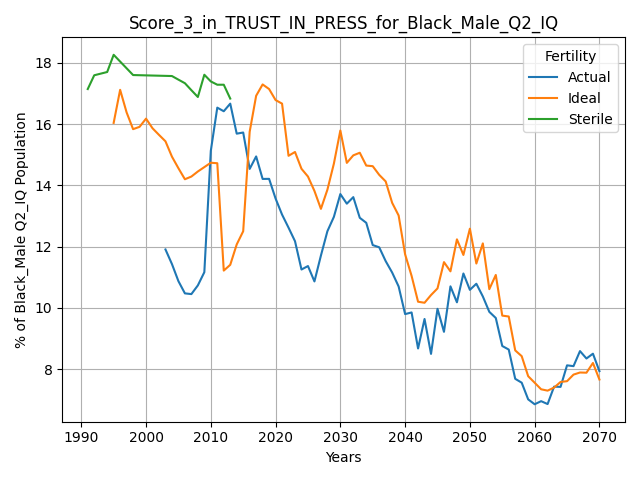 Score_3_in_TRUST_IN_PRESS_for_Black_Male_Q2_IQ
% of Black_Male Q2_IQ Population
18
16
14
12
10
8
Fertility
Actual
Ideal
Sterile
1990 2000 2010 2020 2030 2040 2050 2060 2070
Years